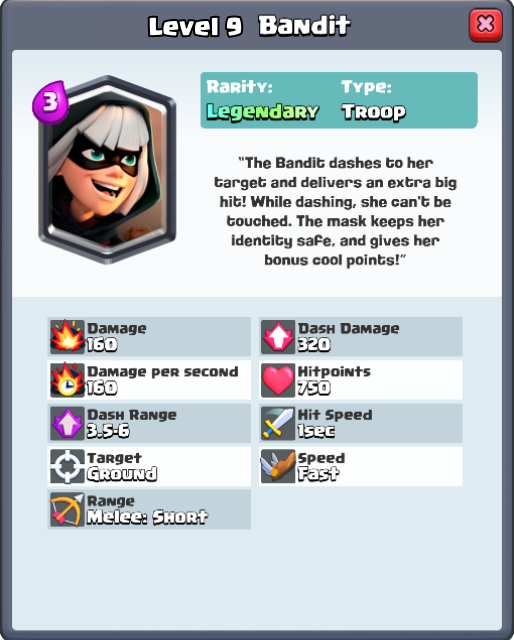 Level 9 Bandit
3
Rarity:
Legendary
Type:
Troop
“The Bandit dashes to her
target and delivers an extra big
hit! While dashing, she can't be
touched. The mask keeps her
identity safe, and gives her
bonus cool points!”
Damage
160
Dash Damage
320
Damage per second
160
Hitpoints
750
Dash Range
3.5-6
Hit Speed
1sec
Target
Ground
Speed
Fast
Range
Melee: Short